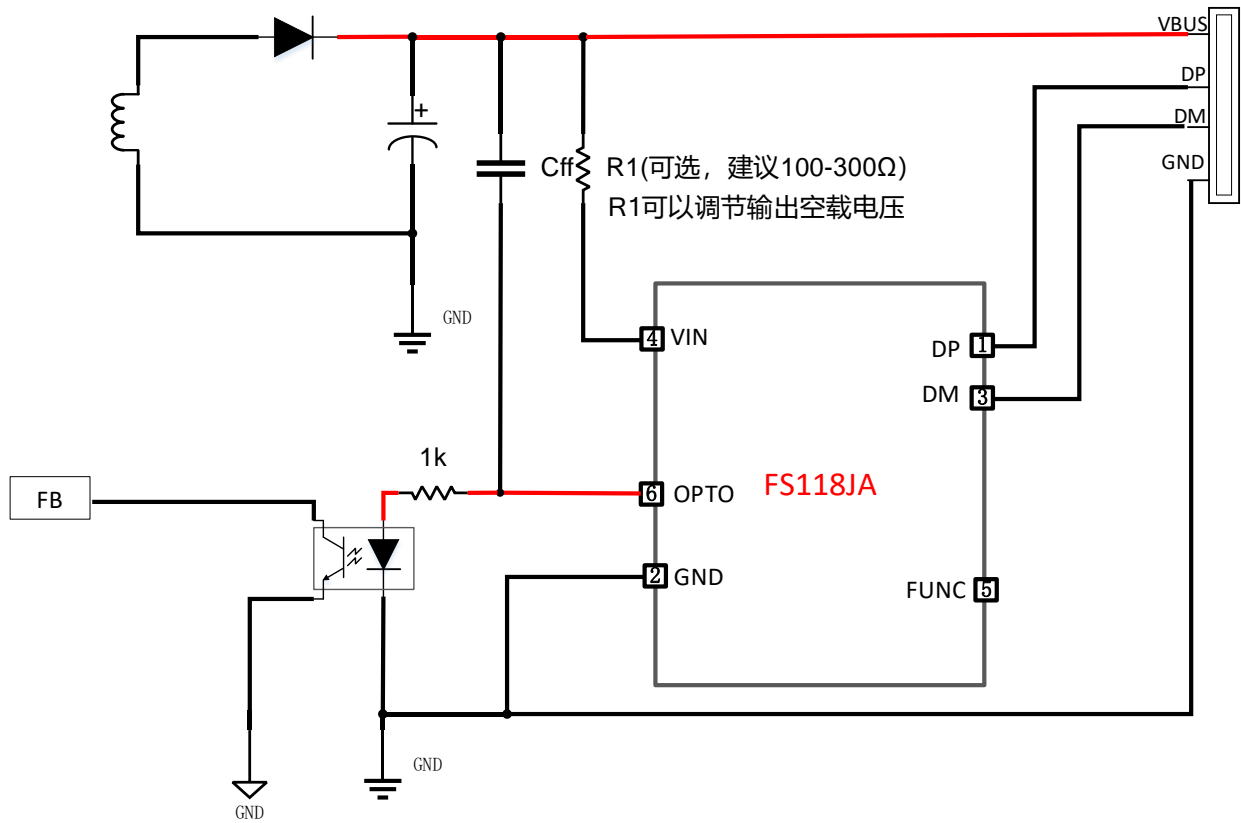 VBUS
DP
DM
GND
Cff
R1(可选，建议100-300Ω)
R1可以调节输出空载电压
GND
4
VIN
DP
1
DM
3
1k
FB
6
OPTO
FS118JA
2
GND
FUNC
5
GND
GND